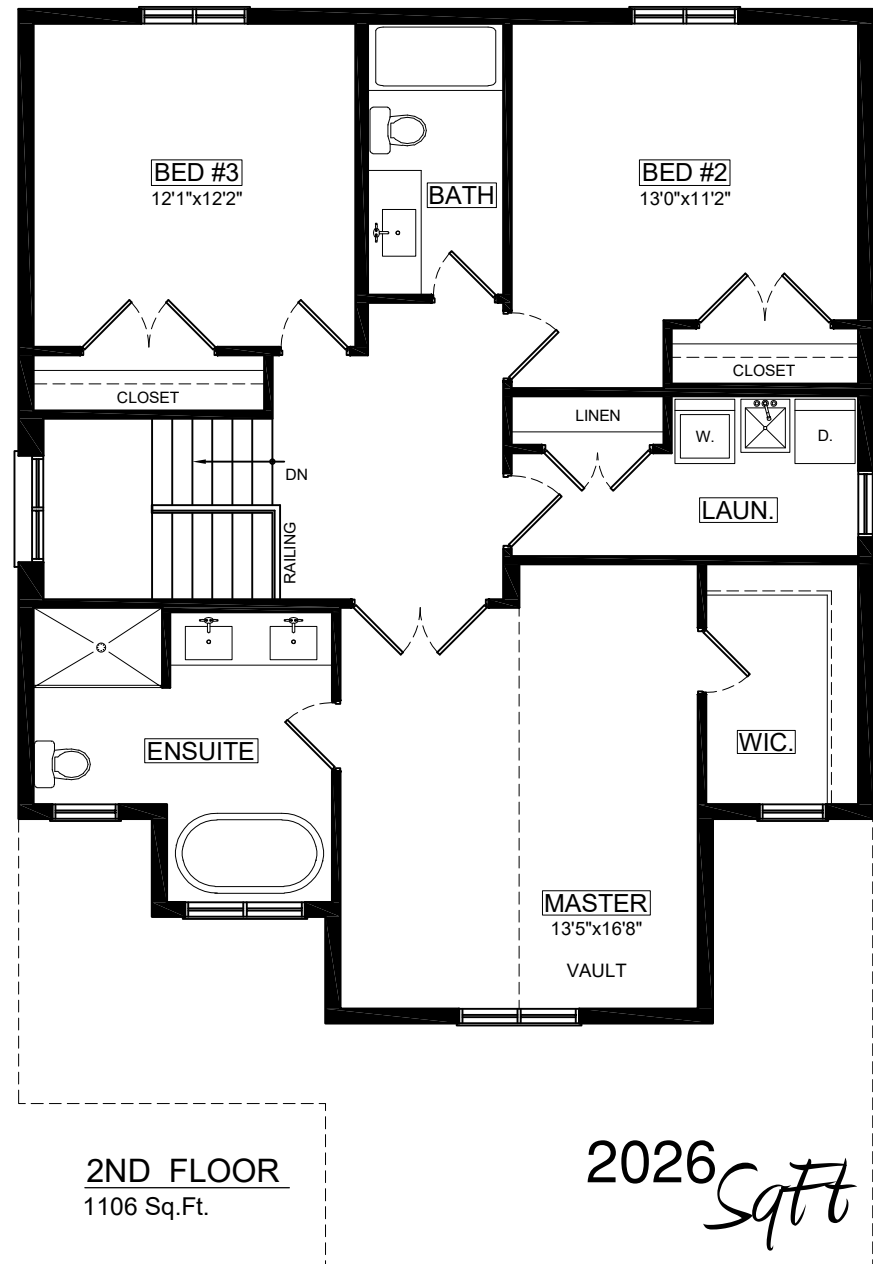 BED #3
12'1"x12'2"
BATH
BED #2
13'0"x11'2"
CLOSET
CLOSET
LINEN
W.
D.
DN
LAUN.
RAILING
ENSUITE
WIC.
MASTER
13'5"x16'8"
VAULT
2ND FLOOR
1106 Sq.Ft.
2026 SqFt